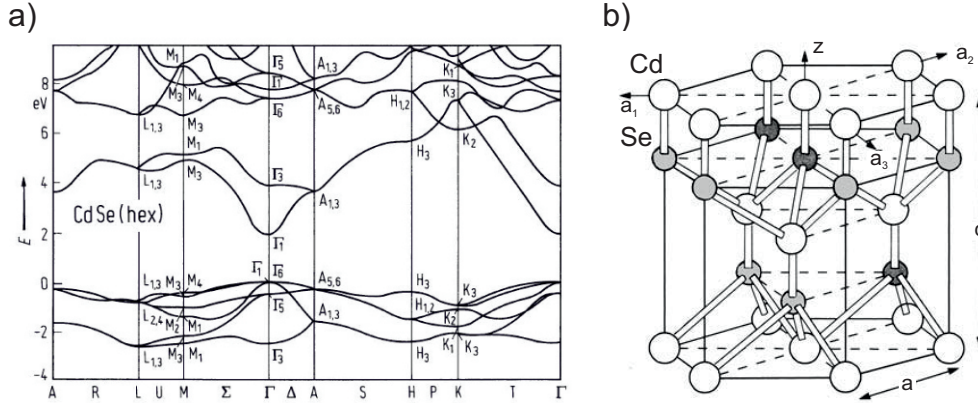 a)
b)
8
eV
6
4
2
0
-2
-4
E
CdSe(hex)
M₁
M₃
M₄
L₁,₃
M₃
M₁
L₁,₃
M₃
Γ₅
Γ₁
Γ₆
Γ₃
Γ₁
A₁,₃
A₅,₆
A₁,₃
H₁,₂
H₃
K₁
K₃
K₂
L₁,₃
M₃
M₄
L₂,₄
M₂
M₁
L₁,₃
M₃
M₁
Γ₁
Γ₆
Γ₅
Γ₃
A₅,₆
A₁,₃
H₃
H₁,₂
H₃
K₃
K₂
K₁
K₃
A R L U M Σ Γ Δ A S H P K T Γ
z
a₂
Cd
a₁
Se
a₃
a